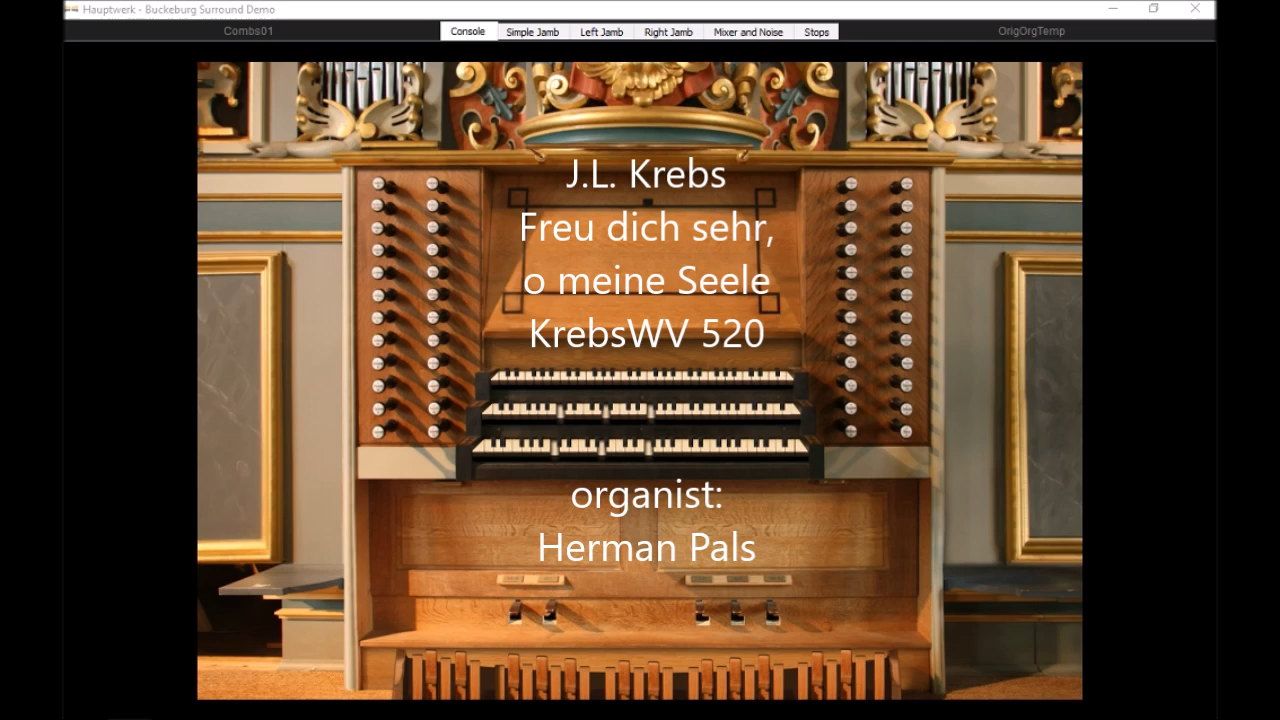 Hauptwerk - Buckeburg Surround Demo
Combs01
Console Simple Jamb Left Jamb Right Jamb Mixer and Noise Stops
OrigOrgTemp
J.L. Krebs
Freu dich sehr,
o meine Seele
KrebsWV 520
organist:
Herman Pals